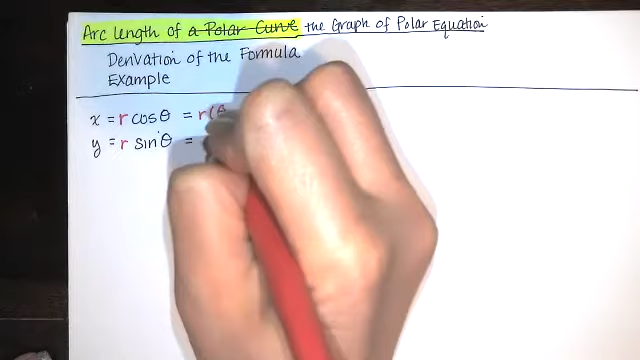 Arc length of a Polar Curve the Graph of Polar Equation
Derivation of the Formula
Example
x = r cosθ = r(θ
y = r sinθ =